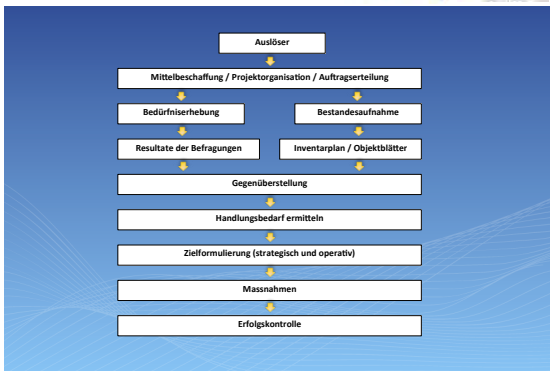 Auslöser
Mittelbeschaffung / Projektorganisation / Auftragserteilung
Bedürfniserhebung
Bestandesaufnahme
Resultate der Befragungen
Inventarplan / Objektblätter
Gegenüberstellung
Handlungsbedarf ermitteln
Zielformulierung (strategisch und operativ)
Massnahmen
Erfolgskontrolle